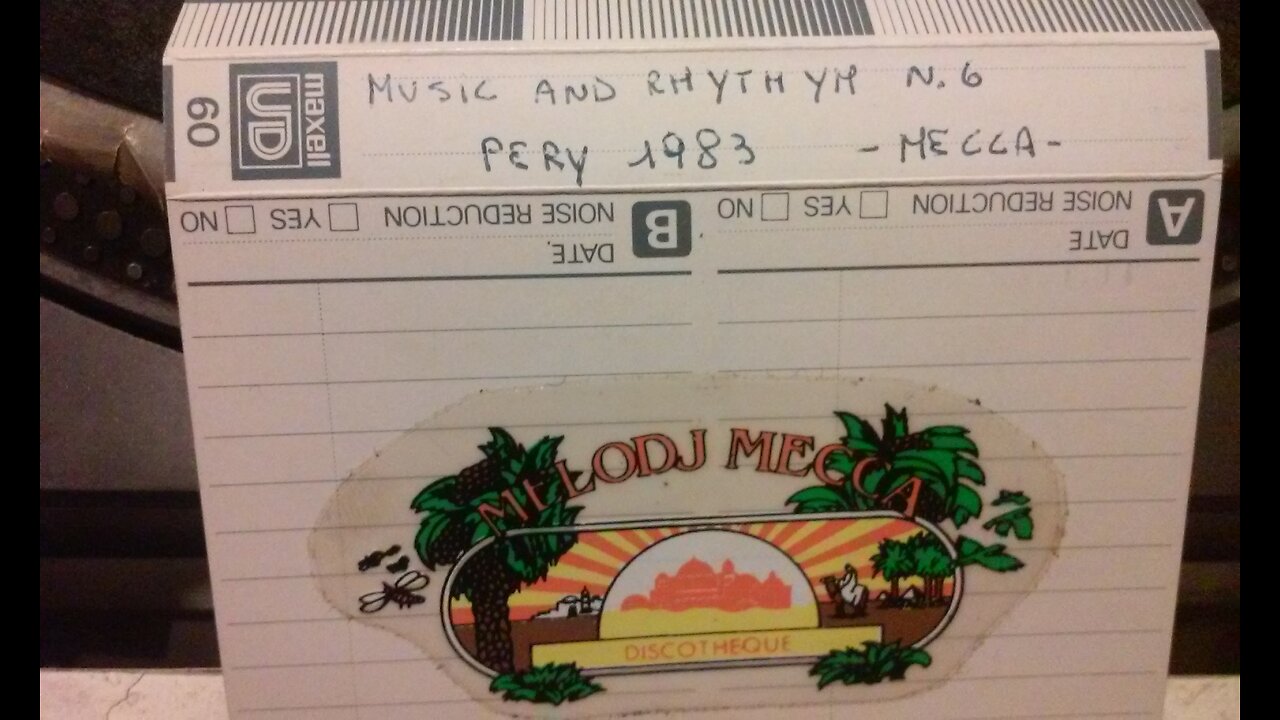 MUSIC AND RHYTHYM N.6
PERY 1983 - MECCA -
maxell
UD
60
A
NOISE REDUCTION YES NO
DATE
B
NOISE REDUCTION YES NO
DATE
MELODJ MECCA
DISCOTHEQUE